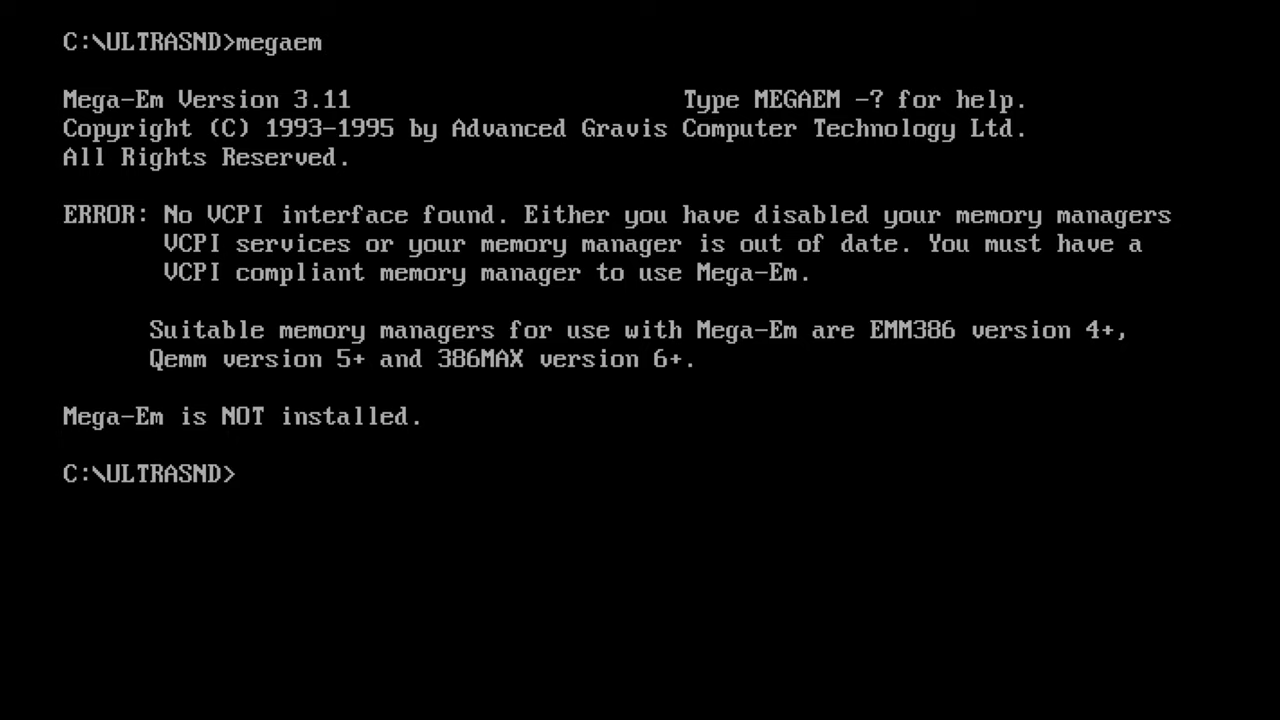 C:\ULTRASND>megaem
Mega-Em Version 3.11 Type MEGAEM -? for help.
Copyright (C) 1993-1995 by Advanced Gravis Computer Technology Ltd.
All Rights Reserved.
ERROR: No VCPI interface found. Either you have disabled your memory managers
VCPI services or your memory manager is out of date. You must have a
VCPI compliant memory manager to use Mega-Em.
Suitable memory managers for use with Mega-Em are EMM386 version 4+,
Qemm version 5+ and 386MAX version 6+.
Mega-Em is NOT installed.
C:\ULTRASND>